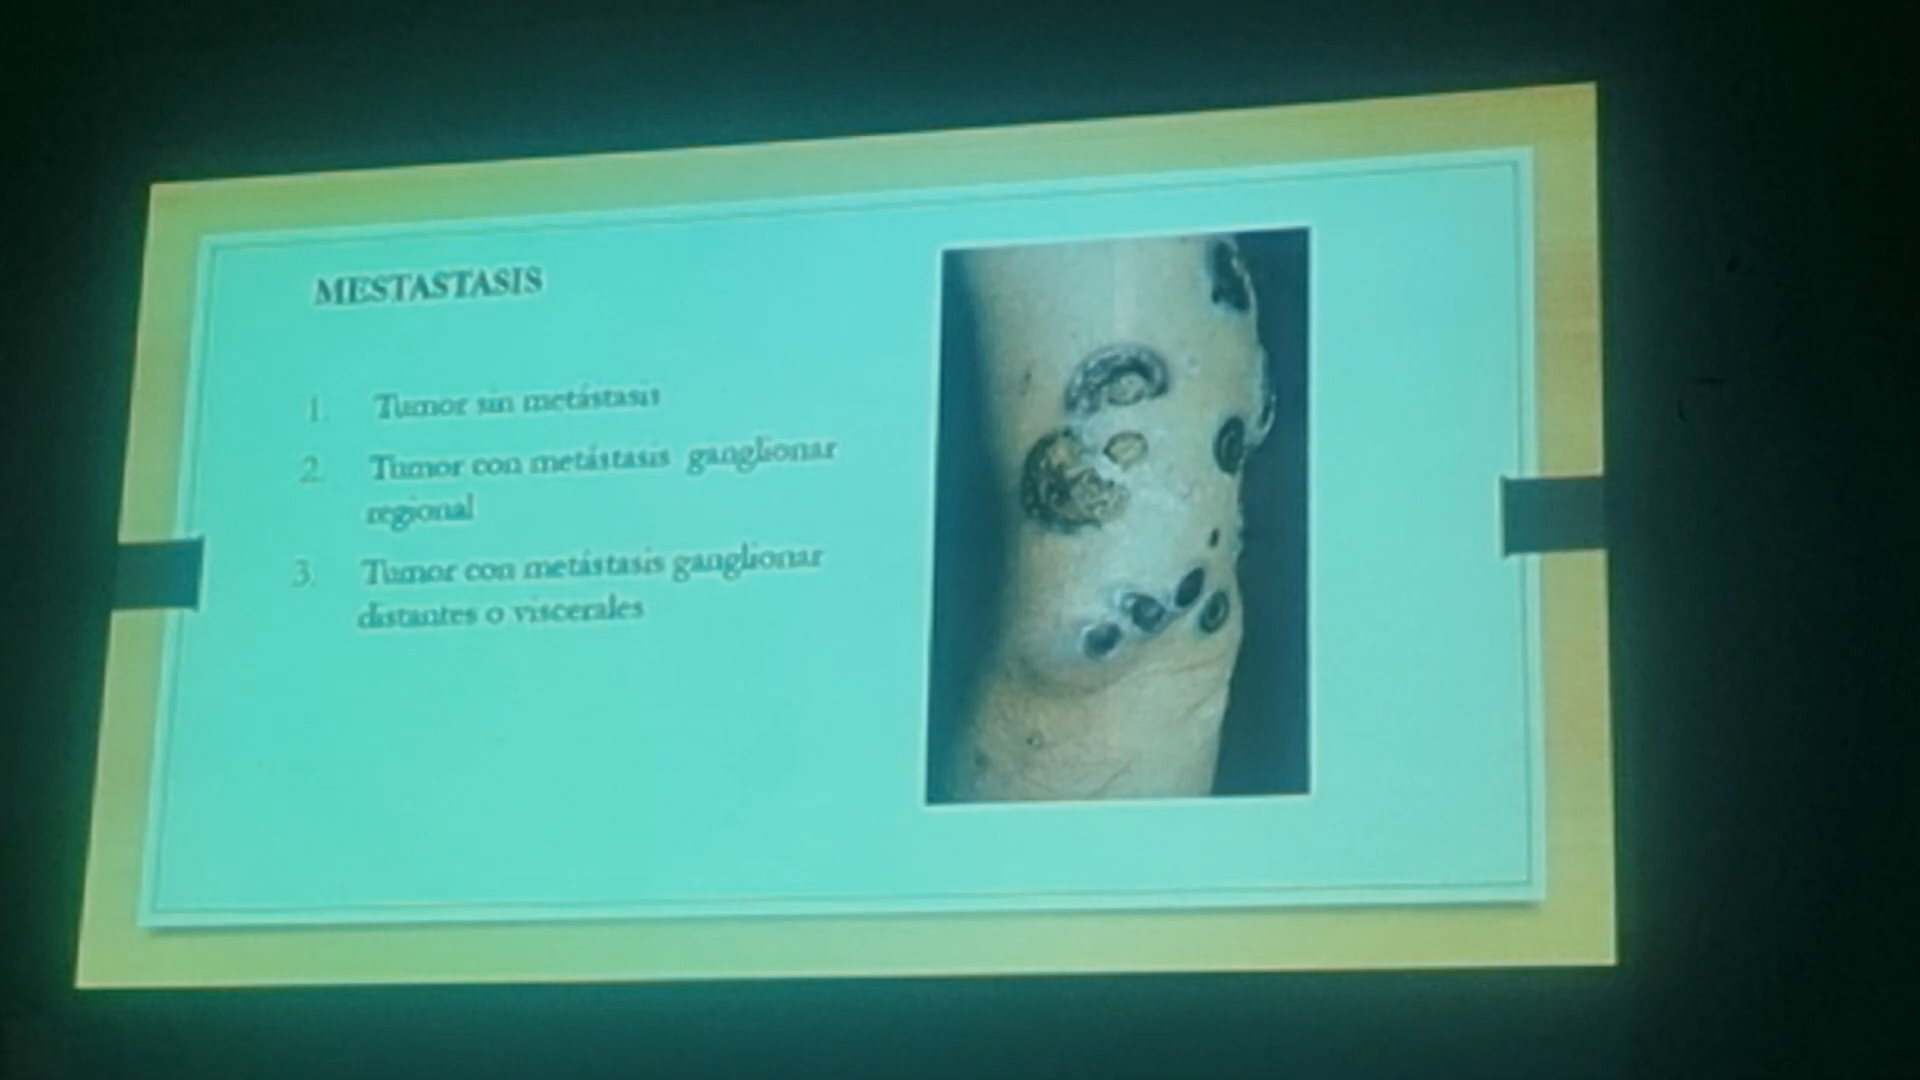 MESTASTASIS
1. Tumor sin metástasis
2. Tumor con metástasis ganglionar
regional
3. Tumor con metástasis ganglionar
distantes o viscerales